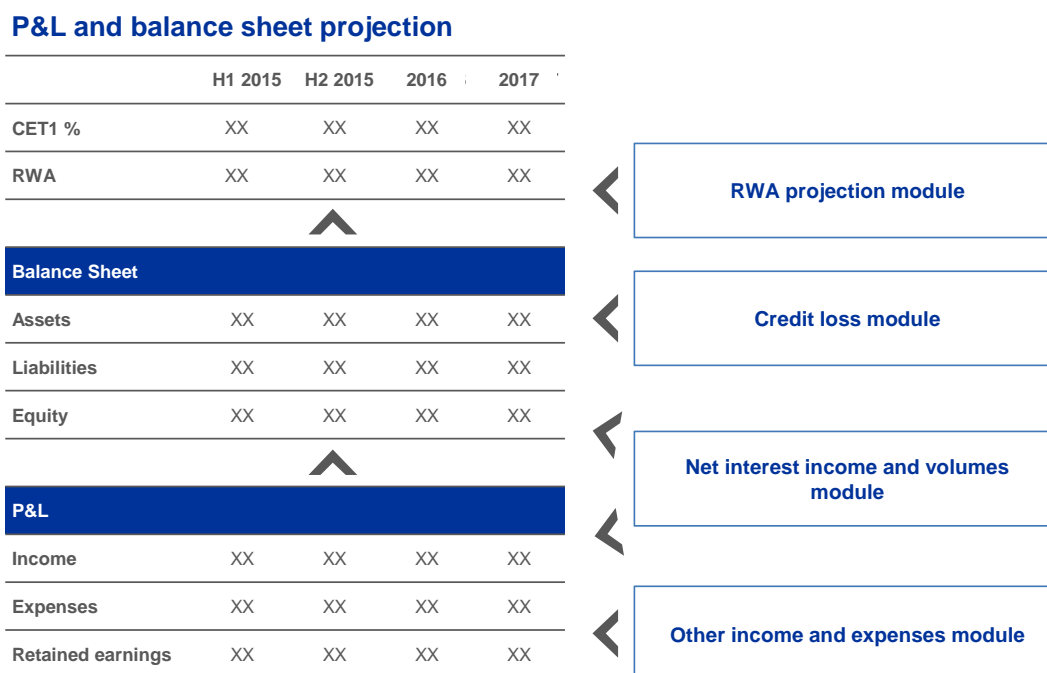 P&L and balance sheet projection
H1 2015 H2 2015 2016 2017
CET1 % XX XX XX XX
RWA XX XX XX XX
RWA projection module
Balance Sheet
Assets XX XX XX XX
Credit loss module
Liabilities XX XX XX XX
Equity XX XX XX XX
Net interest income and volumes
module
P&L
Income XX XX XX XX
Expenses XX XX XX XX
Other income and expenses module
Retained earnings XX XX XX XX